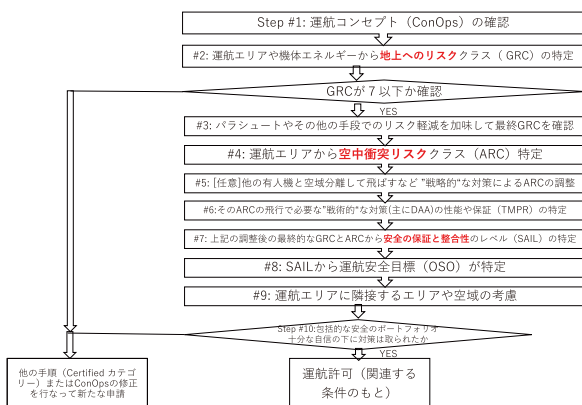 Step #1: 運航コンセプト（ConOps）の確認
#2: 運航エリアや機体エネルギーから地上へのリスククラス（ GRC）の特定
GRCが７以下か確認
YES
#3: パラシュートやその他の手段でのリスク軽減を加味して最終GRCを確認
#4: 運航エリアから空中衝突リスククラス（ARC）特定
#5: [任意]他の有人機と空域分離して飛ばすなど ”戦略的“な対策によるARCの調整
#6:そのARCの飛行で必要な”戦術的“な対策(主にDAA)の性能や保証（TMPR）の特定
#7: 上記の調整後の最終的なGRCとARCから安全の保証と整合性のレベル（SAIL）の特定
#8: SAILから運航安全目標（OSO）が特定
#9: 運航エリアに隣接するエリアや空域の考慮
Step #10:包括的な安全のポートフォリオ
十分な自信の下に対策は取られたか
YES
他の手順（Certified カテゴ
リー）またはConOpsの修正
を行なって新たな申請
運航許可（関連する
条件のもと）